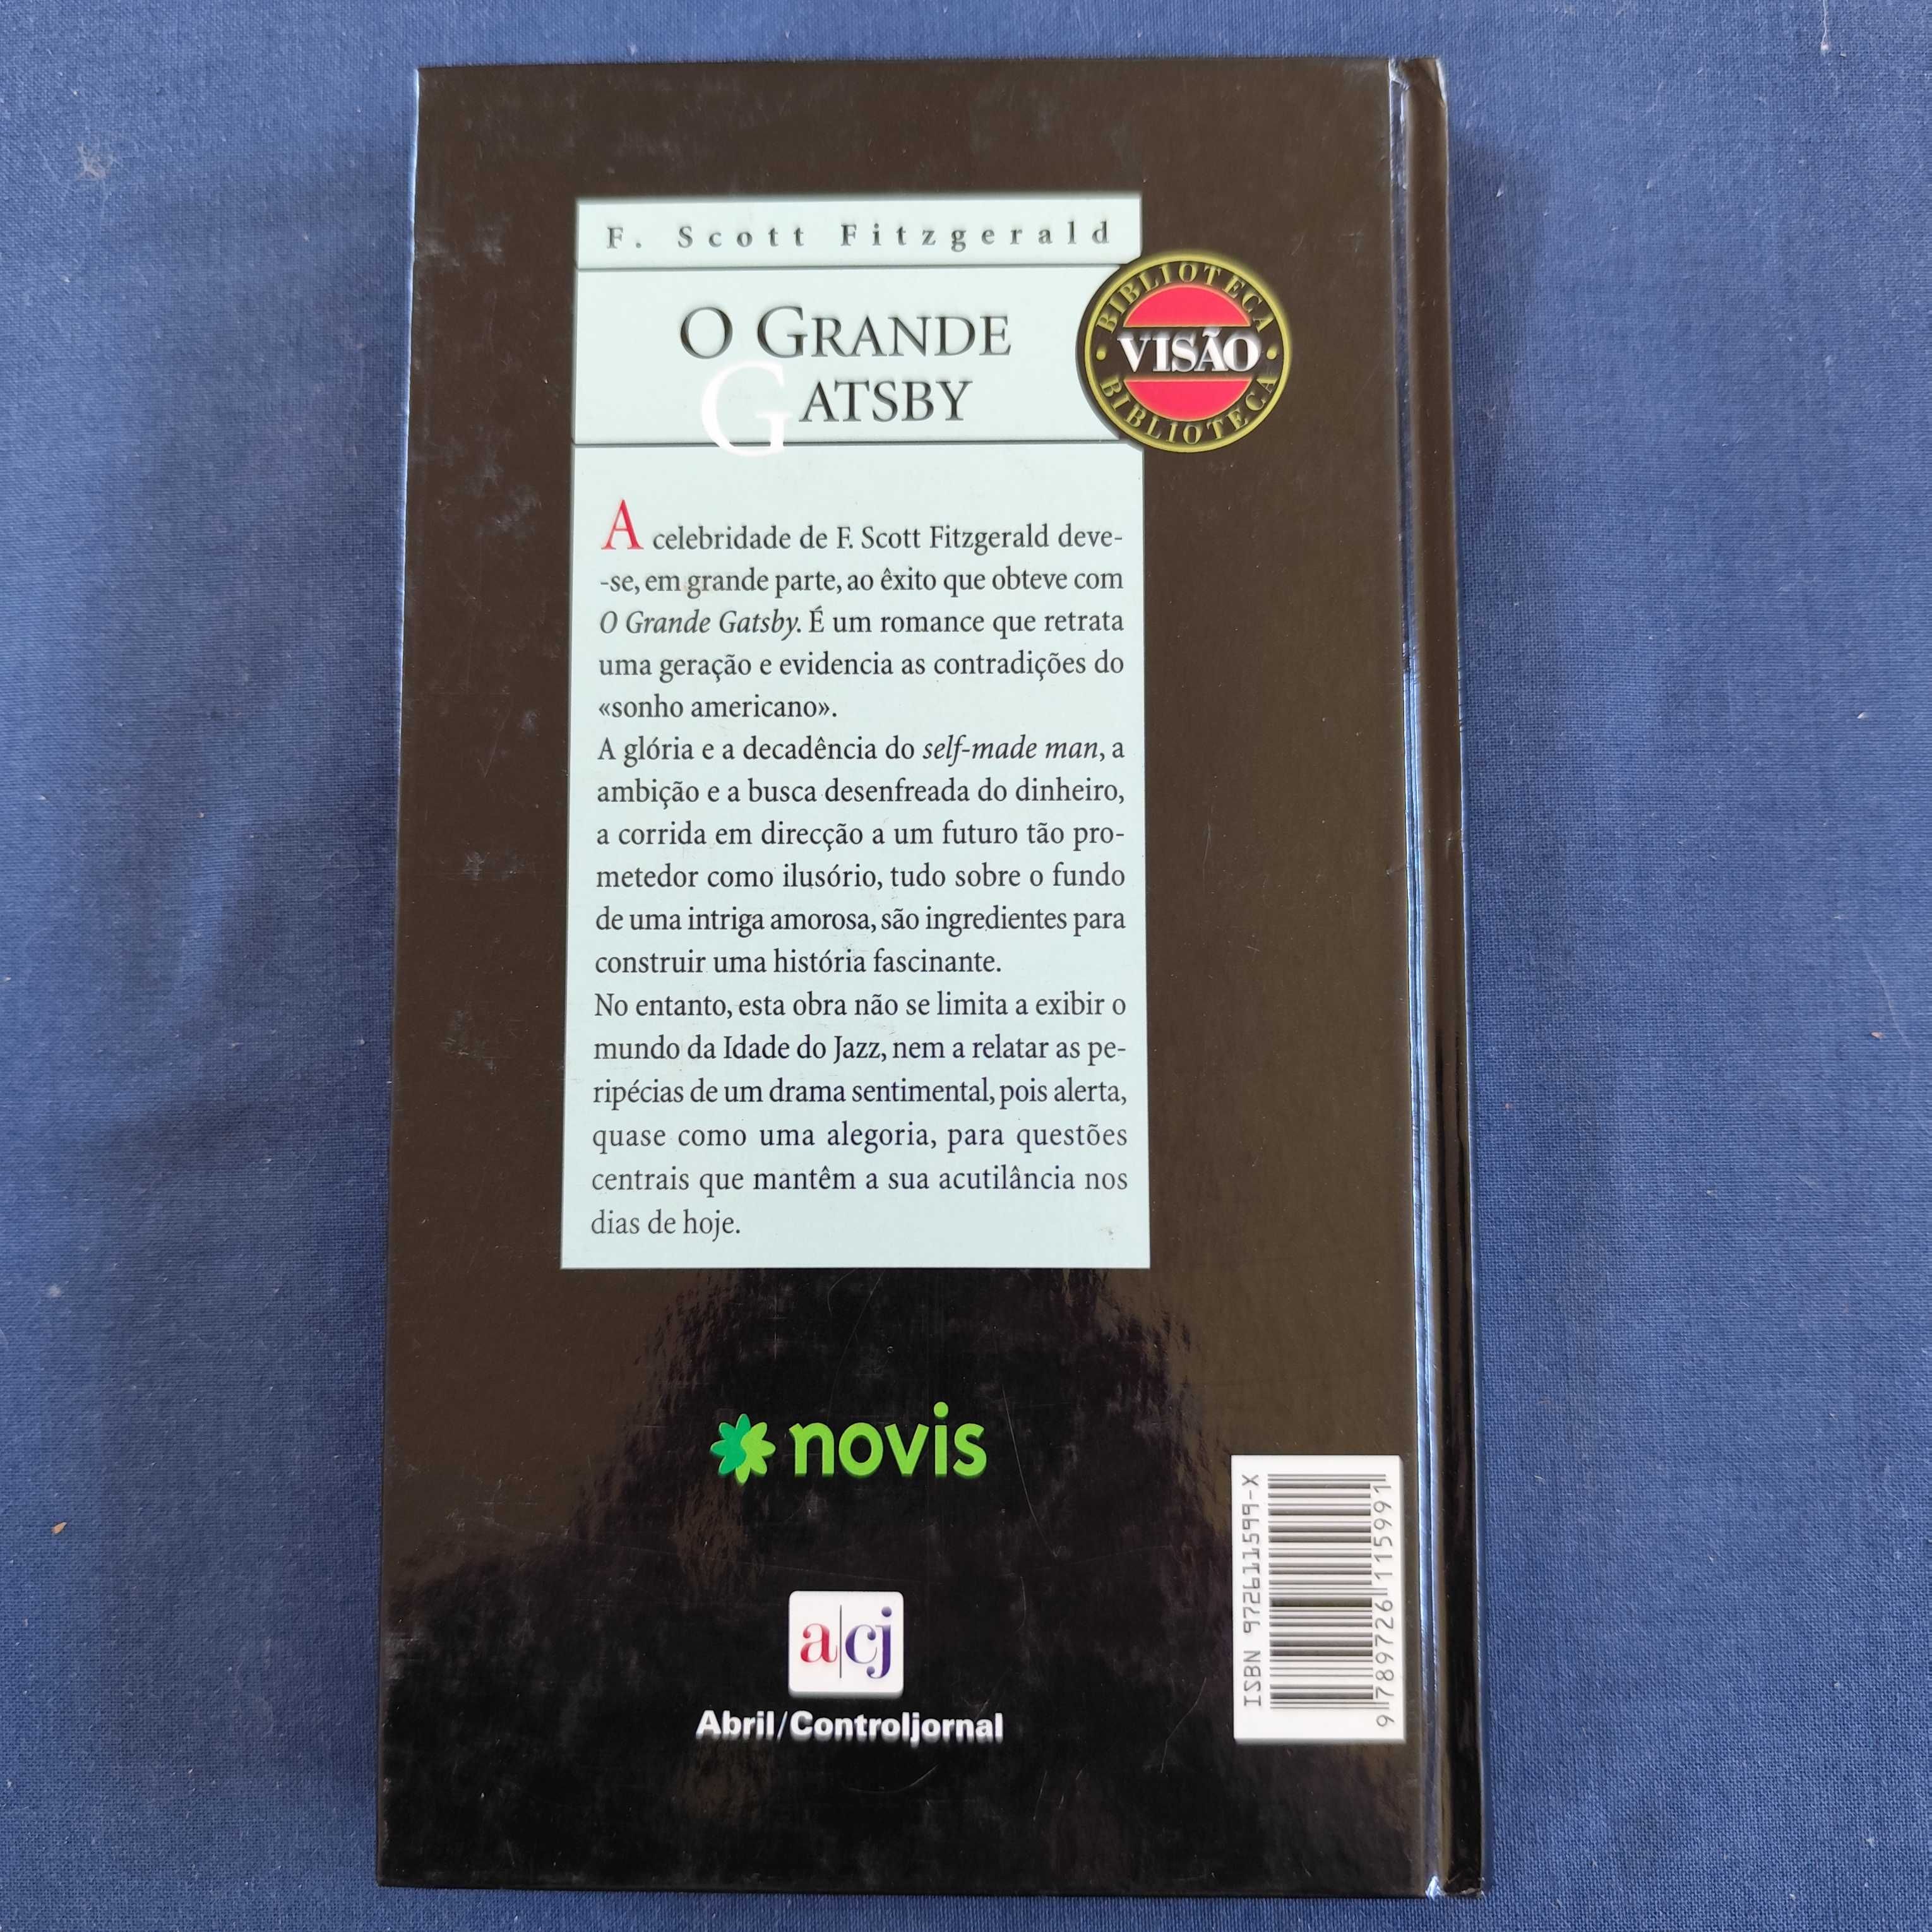 F. Scott Fitzgerald
O GRANDE
GATSBY
BIBLIOTECA
VISÃO
BIBLIOTECA
A celebridade de F. Scott Fitzgerald deve-
-se, em grande parte, ao êxito que obteve com
O Grande Gatsby. É um romance que retrata
uma geração e evidencia as contradições do
«sonho americano».
A glória e a decadência do self-made man, a
ambição e a busca desenfreada do dinheiro,
a corrida em direcção a um futuro tão pro-
metedor como ilusório, tudo sobre o fundo
de uma intriga amorosa, são ingredientes para
construir uma história fascinante.
No entanto, esta obra não se limita a exibir o
mundo da Idade do Jazz, nem a relatar as pe-
ripécias de um drama sentimental, pois alerta,
quase como uma alegoria, para questões
centrais que mantêm a sua acutilância nos
dias de hoje.
novis
a|cj
Abril/Controljornal
ISBN 972611599-X
9 789726 115991